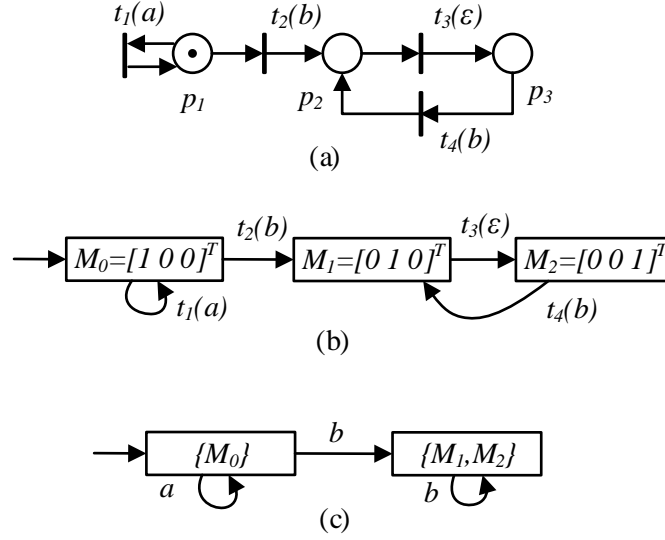 t₁(a) t₂(b) t₃(ε)
p₁ p₂ p₃
t₄(b)
(a)
t₂(b) t₃(ε)
M₀=[1 0 0]ᵀ M₁=[0 1 0]ᵀ M₂=[0 0 1]ᵀ
t₁(a) t₄(b)
(b)
b
{M₀} {M₁,M₂}
a b
(c)